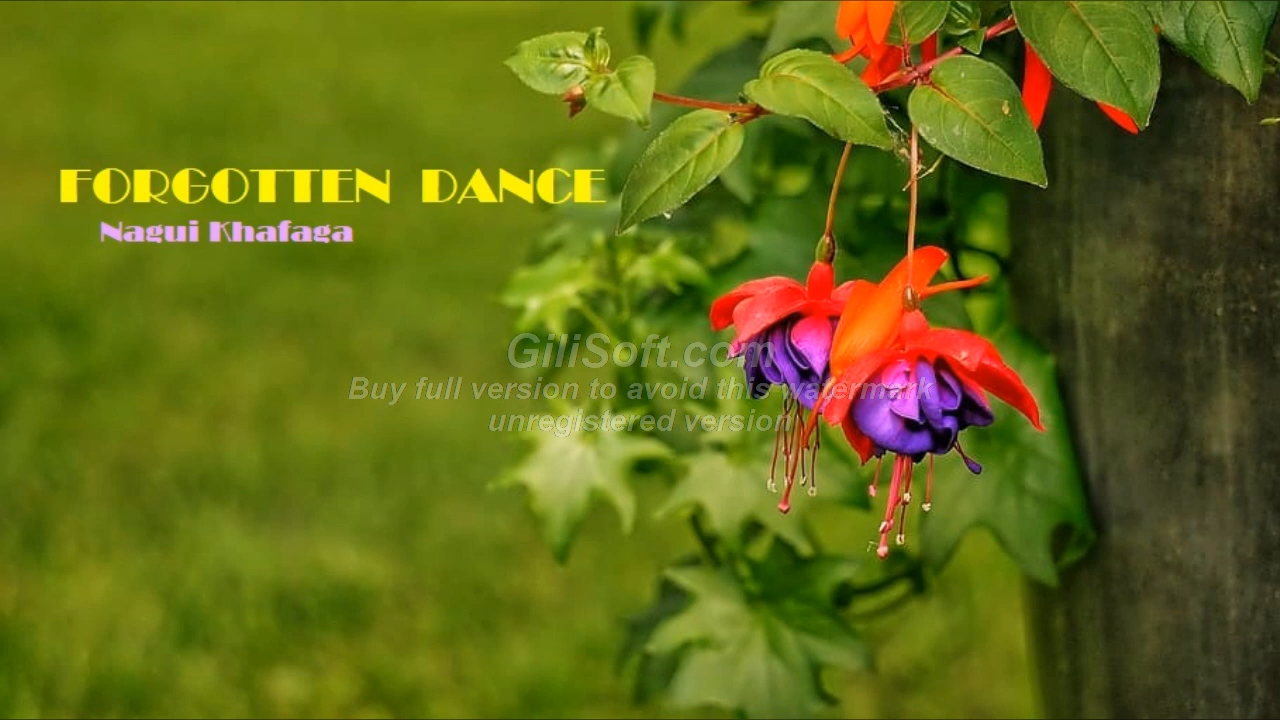 FORGOTTEN DANCE
Nagui Khafaga
GiliSoft.com
Buy full version to avoid this watermark
unregistered version